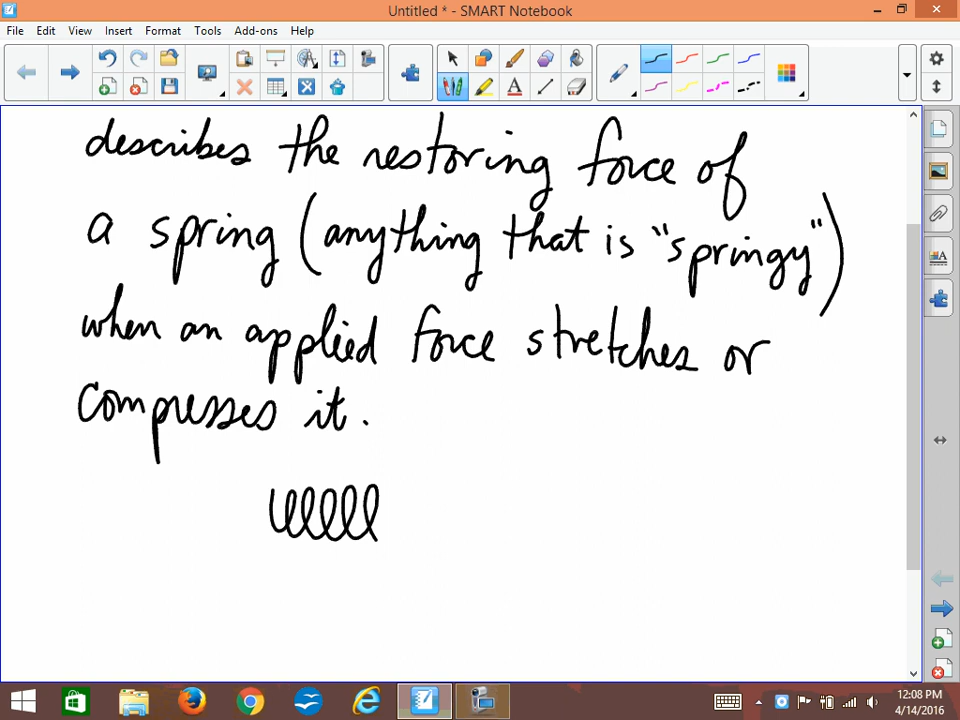 Untitled * - SMART Notebook
File Edit View Insert Format Tools Add-ons Help
describes the restoring force of
a spring (anything that is "springy")
when an applied force stretches or
compresses it.
12:08 PM
4/14/2016